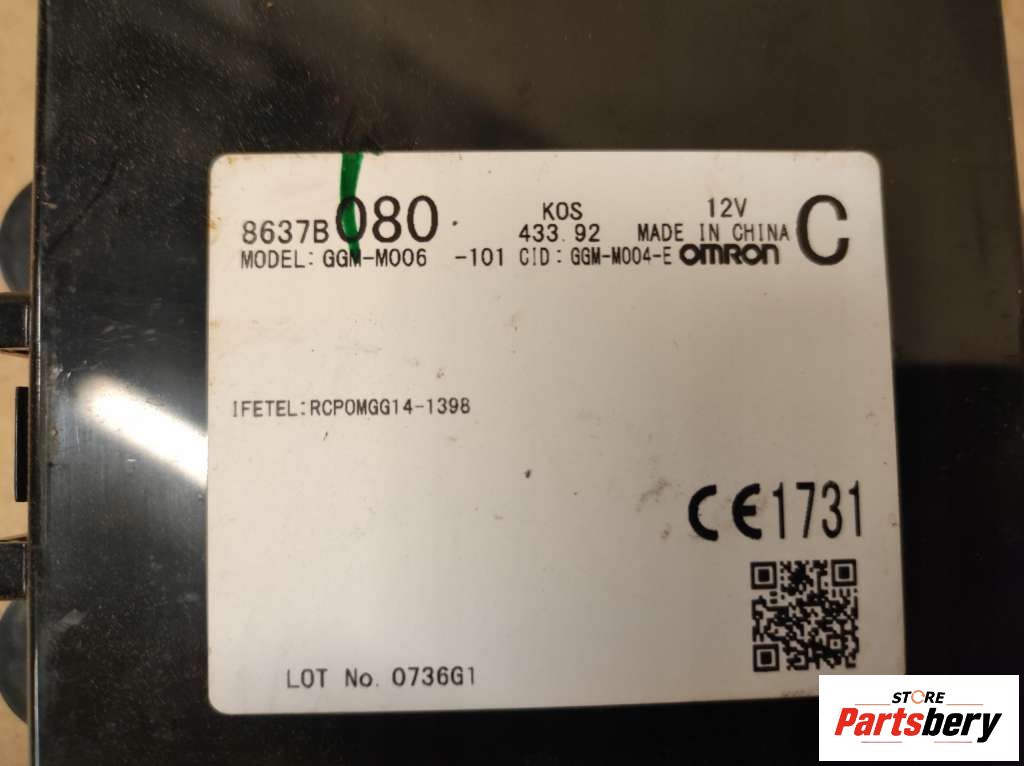 8637B080. KOS 12V C
433.92 MADE IN CHINA
MODEL: GGM-M006 -101 CID: GGM-M004-E OMRON
IFETEL:RCPOMGG14-1398
CE1731
LOT No. 0736G1
STORE
Partsbery